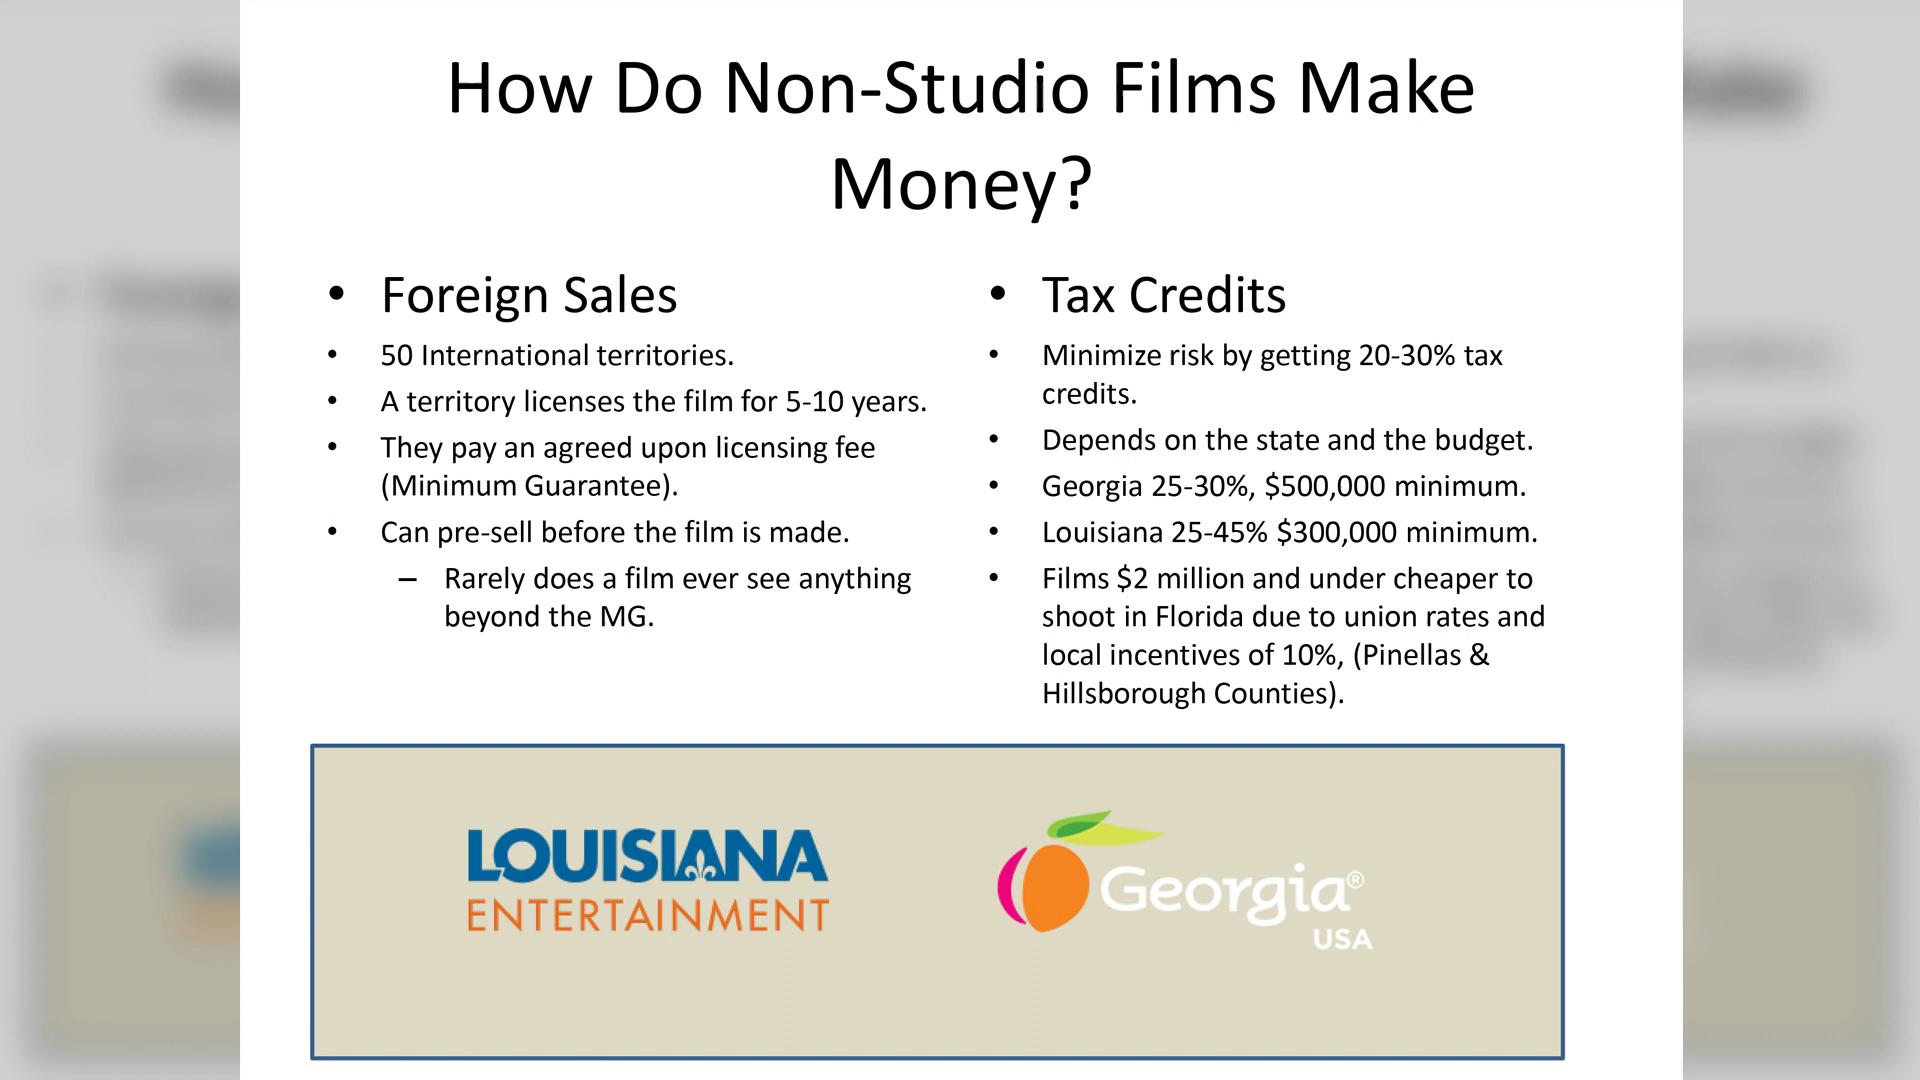 How Do Non-Studio Films Make
Money?
• Foreign Sales
• 50 International territories.
• A territory licenses the film for 5-10 years.
• They pay an agreed upon licensing fee
(Minimum Guarantee).
• Can pre-sell before the film is made.
– Rarely does a film ever see anything
beyond the MG.
• Tax Credits
• Minimize risk by getting 20-30% tax
credits.
• Depends on the state and the budget.
• Georgia 25-30%, $500,000 minimum.
• Louisiana 25-45% $300,000 minimum.
• Films $2 million and under cheaper to
shoot in Florida due to union rates and
local incentives of 10%, (Pinellas &
Hillsborough Counties).
LOUISIANA
ENTERTAINMENT
Georgia®
USA